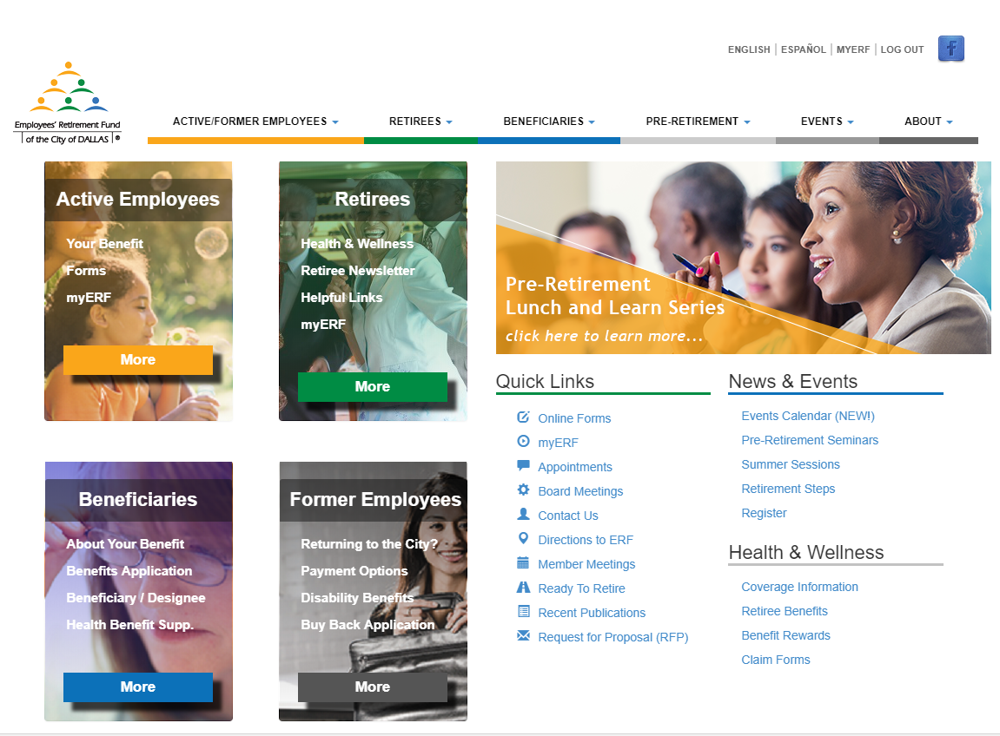 ENGLISH | ESPAÑOL | MYERF | LOG OUT
Employees' Retirement Fund
of the City of DALLAS ®
ACTIVE/FORMER EMPLOYEES
RETIREES
BENEFICIARIES
PRE-RETIREMENT
EVENTS
ABOUT
Active Employees
Your Benefit
Forms
myERF
More
Retirees
Health & Wellness
Retiree Newsletter
Helpful Links
myERF
More
Pre-Retirement
Lunch and Learn Series
click here to learn more...
Beneficiaries
About Your Benefit
Benefits Application
Beneficiary / Designee
Health Benefit Supp.
More
Former Employees
Returning to the City?
Payment Options
Disability Benefits
Buy Back Application
More
Quick Links
Online Forms
myERF
Appointments
Board Meetings
Contact Us
Directions to ERF
Member Meetings
Ready To Retire
Recent Publications
Request for Proposal (RFP)
News & Events
Events Calendar (NEW!)
Pre-Retirement Seminars
Summer Sessions
Retirement Steps
Register
Health & Wellness
Coverage Information
Retiree Benefits
Benefit Rewards
Claim Forms